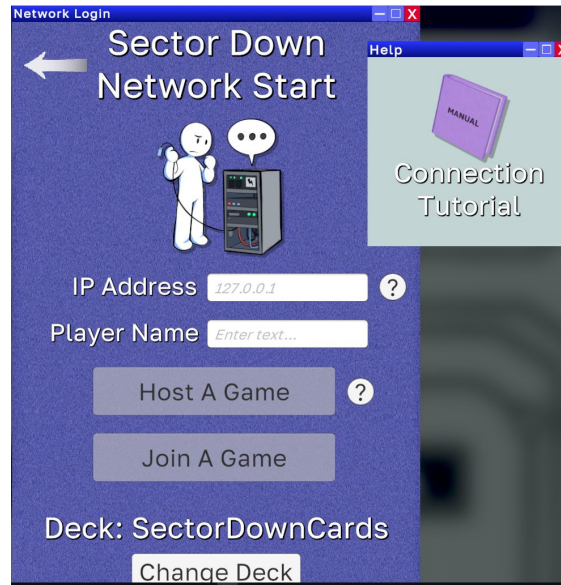 Network Login
Sector Down
Network Start
...
IP Address 127.0.0.1 ?
Player Name Enter text...
Host A Game ?
Join A Game
Deck: SectorDownCards
Change Deck
Help
MANUAL
Connection
Tutorial